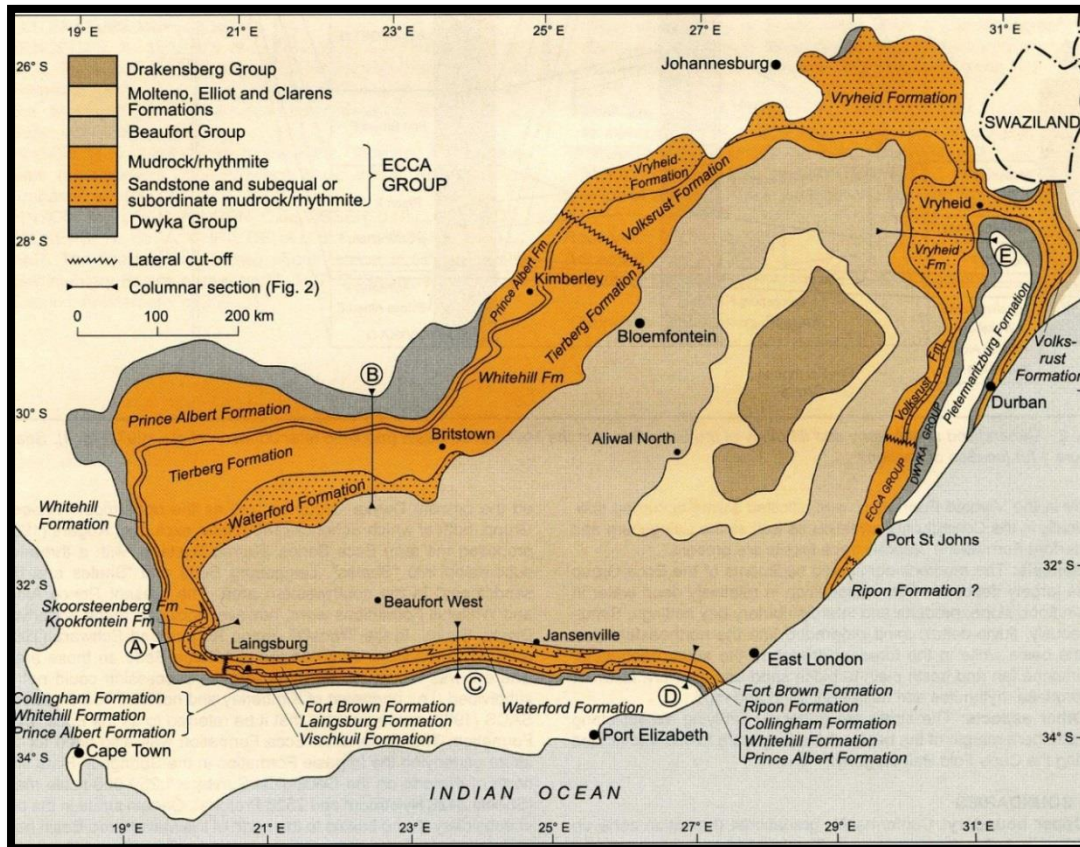 19° E
21° E
23° E
25° E
27° E
29° E
31° E
26° S
28° S
30° S
32° S
34° S
Drakensberg Group
Molteno, Elliot and Clarens
Formations
Beaufort Group
Mudrock/rhythmite
Sandstone and subequal or
subordinate mudrock/rhythmite
ECCA
GROUP
Dwyka Group
Lateral cut-off
Columnar section (Fig. 2)
0 100 200 km
Johannesburg
Vryheid Formation
SWAZILAND
Vryheid
Formation
Volksrust Formation
Vryheid
Vryheid
Fm
E
Prince Albert Fm
Kimberley
Tierberg Formation
Bloemfontein
Whitehill Fm
Pietermaritzburg Formation
Volks-
rust
Formation
Volksrust Fm
DWYKA GROUP
Durban
B
Prince Albert Formation
Britstown
Tierberg Formation
Aliwal North
ECCA GROUP
Waterford Formation
Whitehill
Formation
Port St Johns
Ripon Formation ?
Skoorsteenberg Fm
Kookfontein Fm
Beaufort West
A
Laingsburg
Jansenville
East London
C
D
Collingham Formation
Whitehill Formation
Prince Albert Formation
Fort Brown Formation
Laingsburg Formation
Vischkuil Formation
Waterford Formation
Fort Brown Formation
Ripon Formation
Collingham Formation
Whitehill Formation
Prince Albert Formation
Cape Town
Port Elizabeth
INDIAN OCEAN
32° S
34° S
19° E
21° E
23° E
25° E
27° E
29° E
31° E